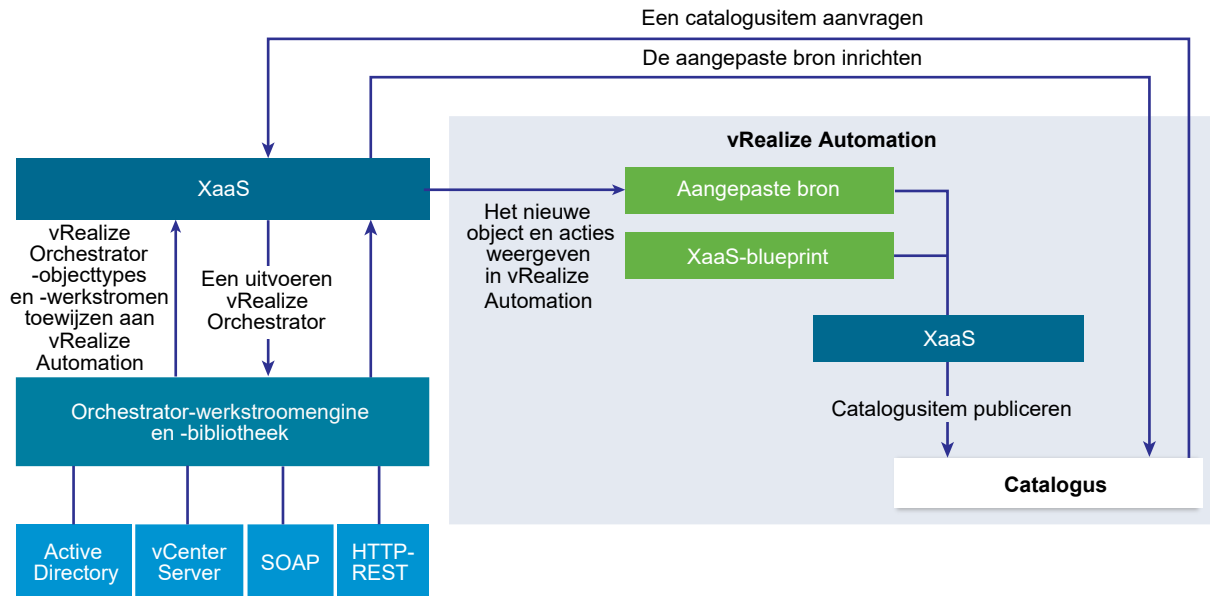 Een catalogusitem aanvragen
De aangepaste bron inrichten
vRealize Automation
XaaS
Aangepaste bron
vRealize
Orchestrator
-objecttypes
en -werkstromen
toewijzen aan
vRealize
Automation
Een uitvoeren
vRealize
Orchestrator
Het nieuwe
object en acties
weergeven
in vRealize
Automation
XaaS-blueprint
XaaS
Orchestrator-werkstroomengine
en -bibliotheek
Catalogusitem publiceren
Catalogus
Active
Directory
vCenter
Server
SOAP
HTTP-
REST